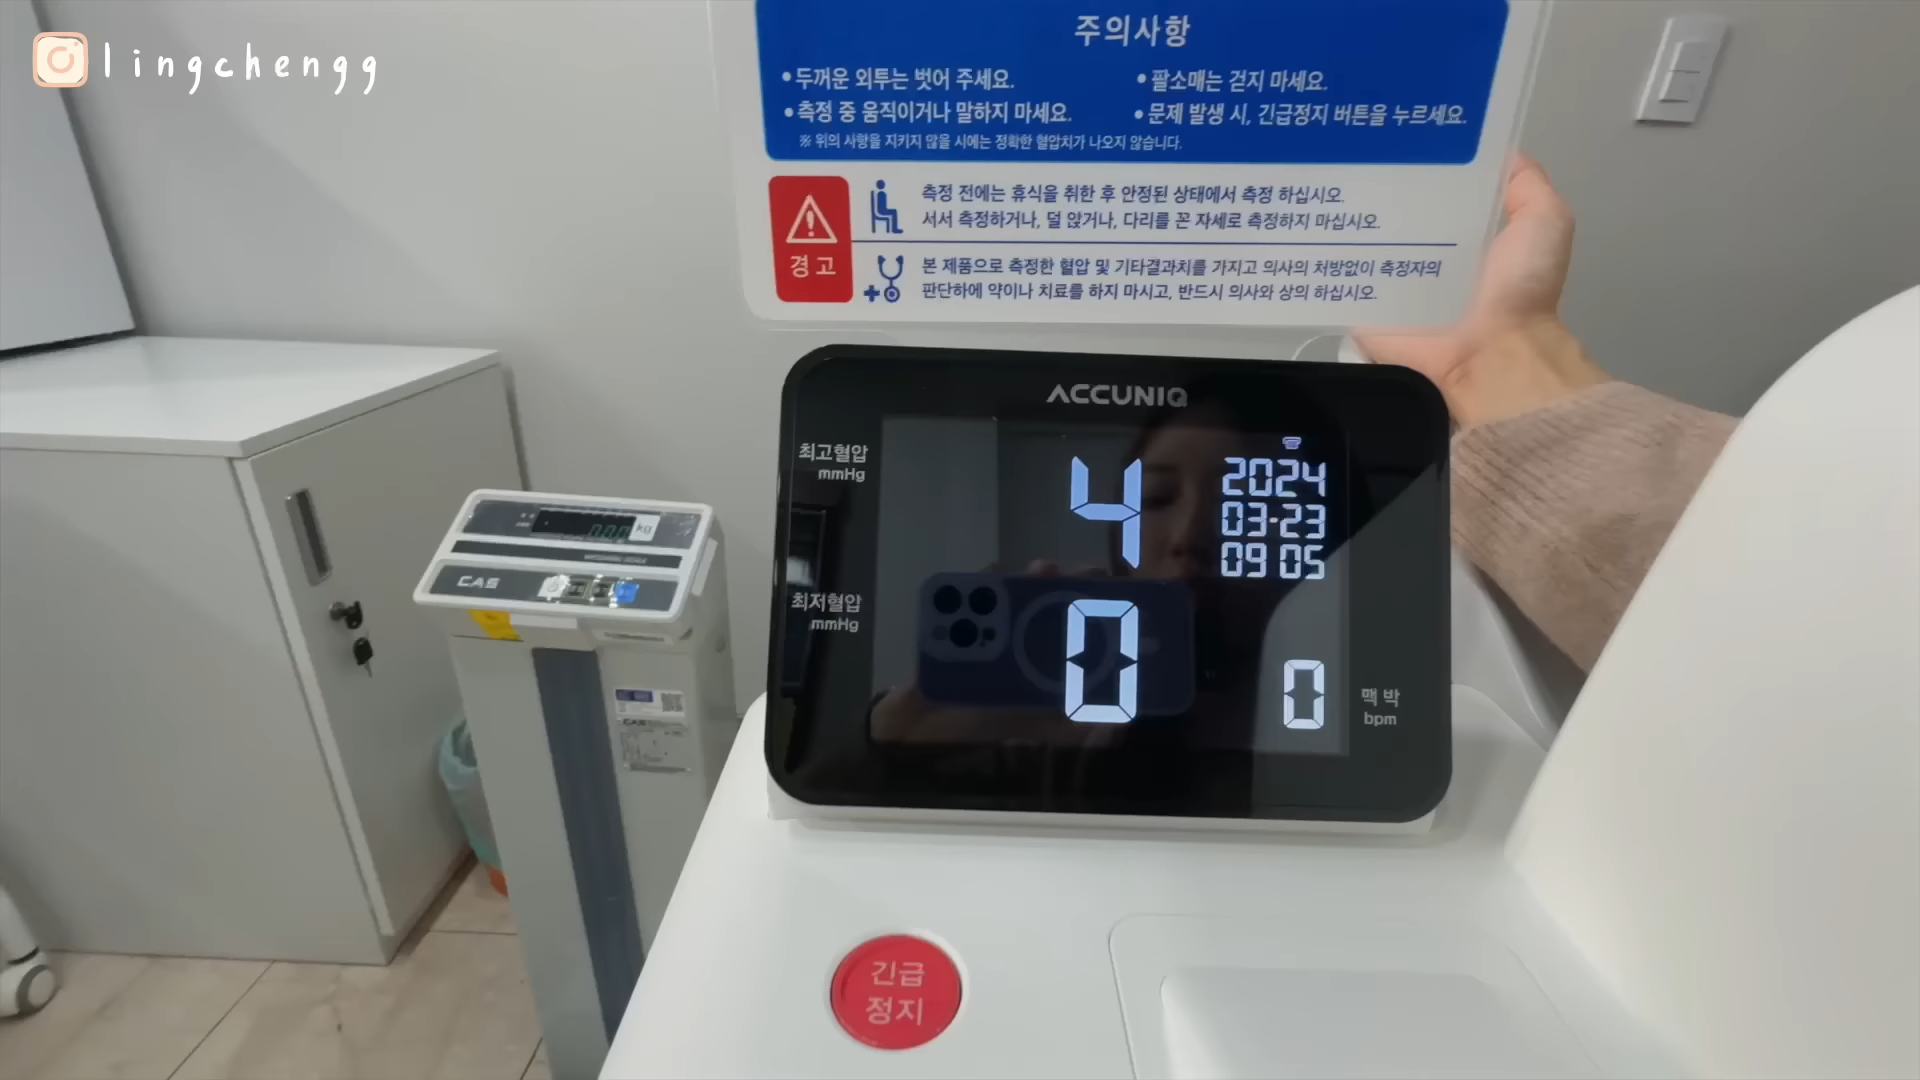 lingchengg
주의사항
• 두꺼운 외투는 벗어 주세요.
• 팔소매는 걷지 마세요.
• 측정 중 움직이거나 말하지 마세요.
• 문제 발생 시, 긴급정지 버튼을 누르세요.
※ 위의 사항을 지키지 않을 시에는 정확한 혈압치가 나오지 않습니다.
경고
측정 전에는 휴식을 취한 후 안정된 상태에서 측정 하십시오.
서서 측정하거나, 덜 앉거나, 다리를 꼰 자세로 측정하지 마십시오.
본 제품으로 측정한 혈압 및 기타결과치를 가지고 의사의 처방없이 측정자의
판단하에 약이나 치료를 하지 마시고, 반드시 의사와 상의 하십시오.
ACCUNIQ
최고혈압
mmHg
4
2024
03-23
09 05
최저혈압
mmHg
0
0
맥박
bpm
kg
CAS
긴급
정지